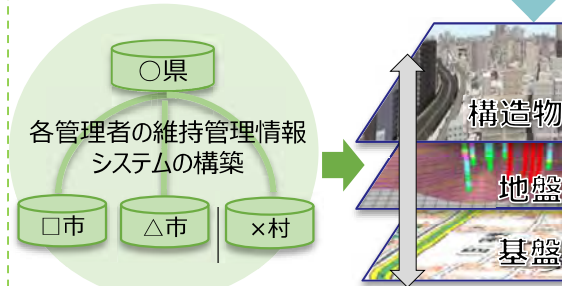 ○県
各管理者の維持管理情報
システムの構築
□市
△市
×村
構造物
地盤
基盤